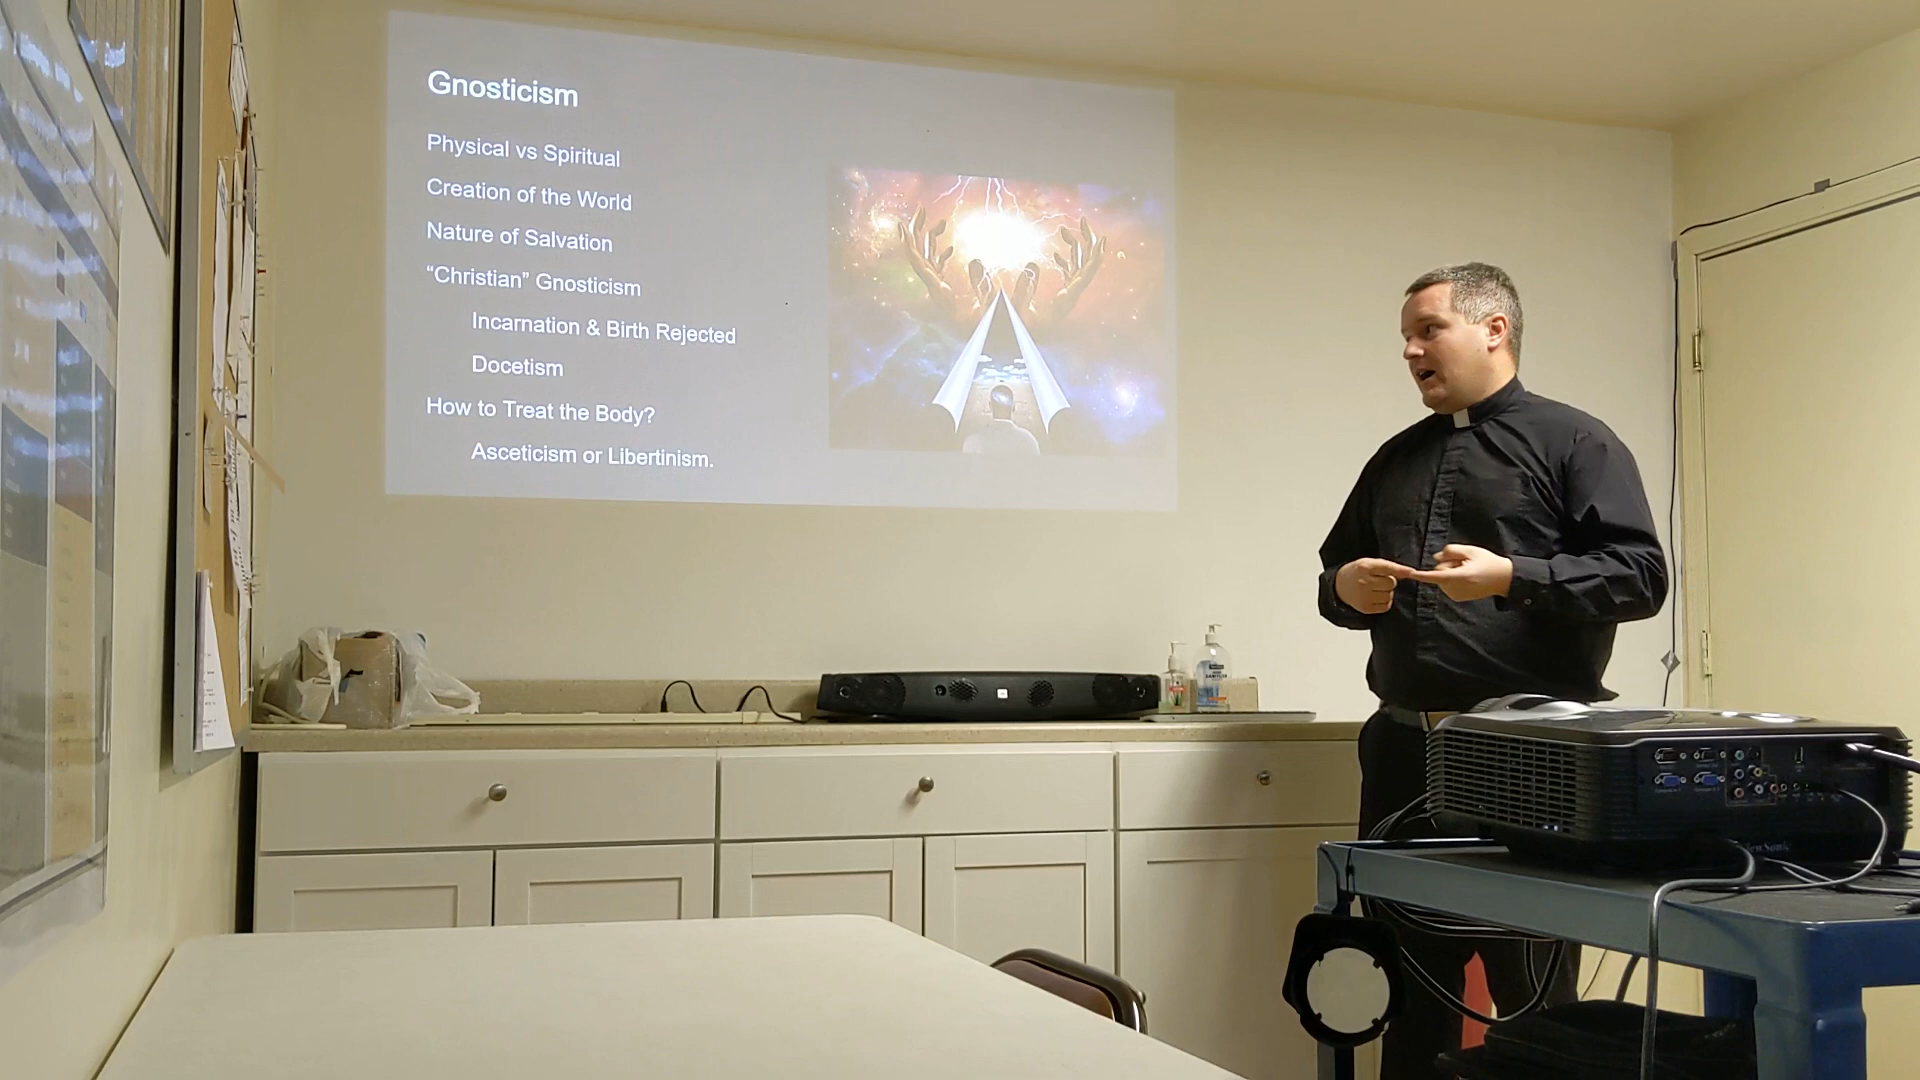 Gnosticism
Physical vs Spiritual
Creation of the World
Nature of Salvation
“Christian” Gnosticism
Incarnation & Birth Rejected
Docetism
How to Treat the Body?
Asceticism or Libertinism.
ViewSonic